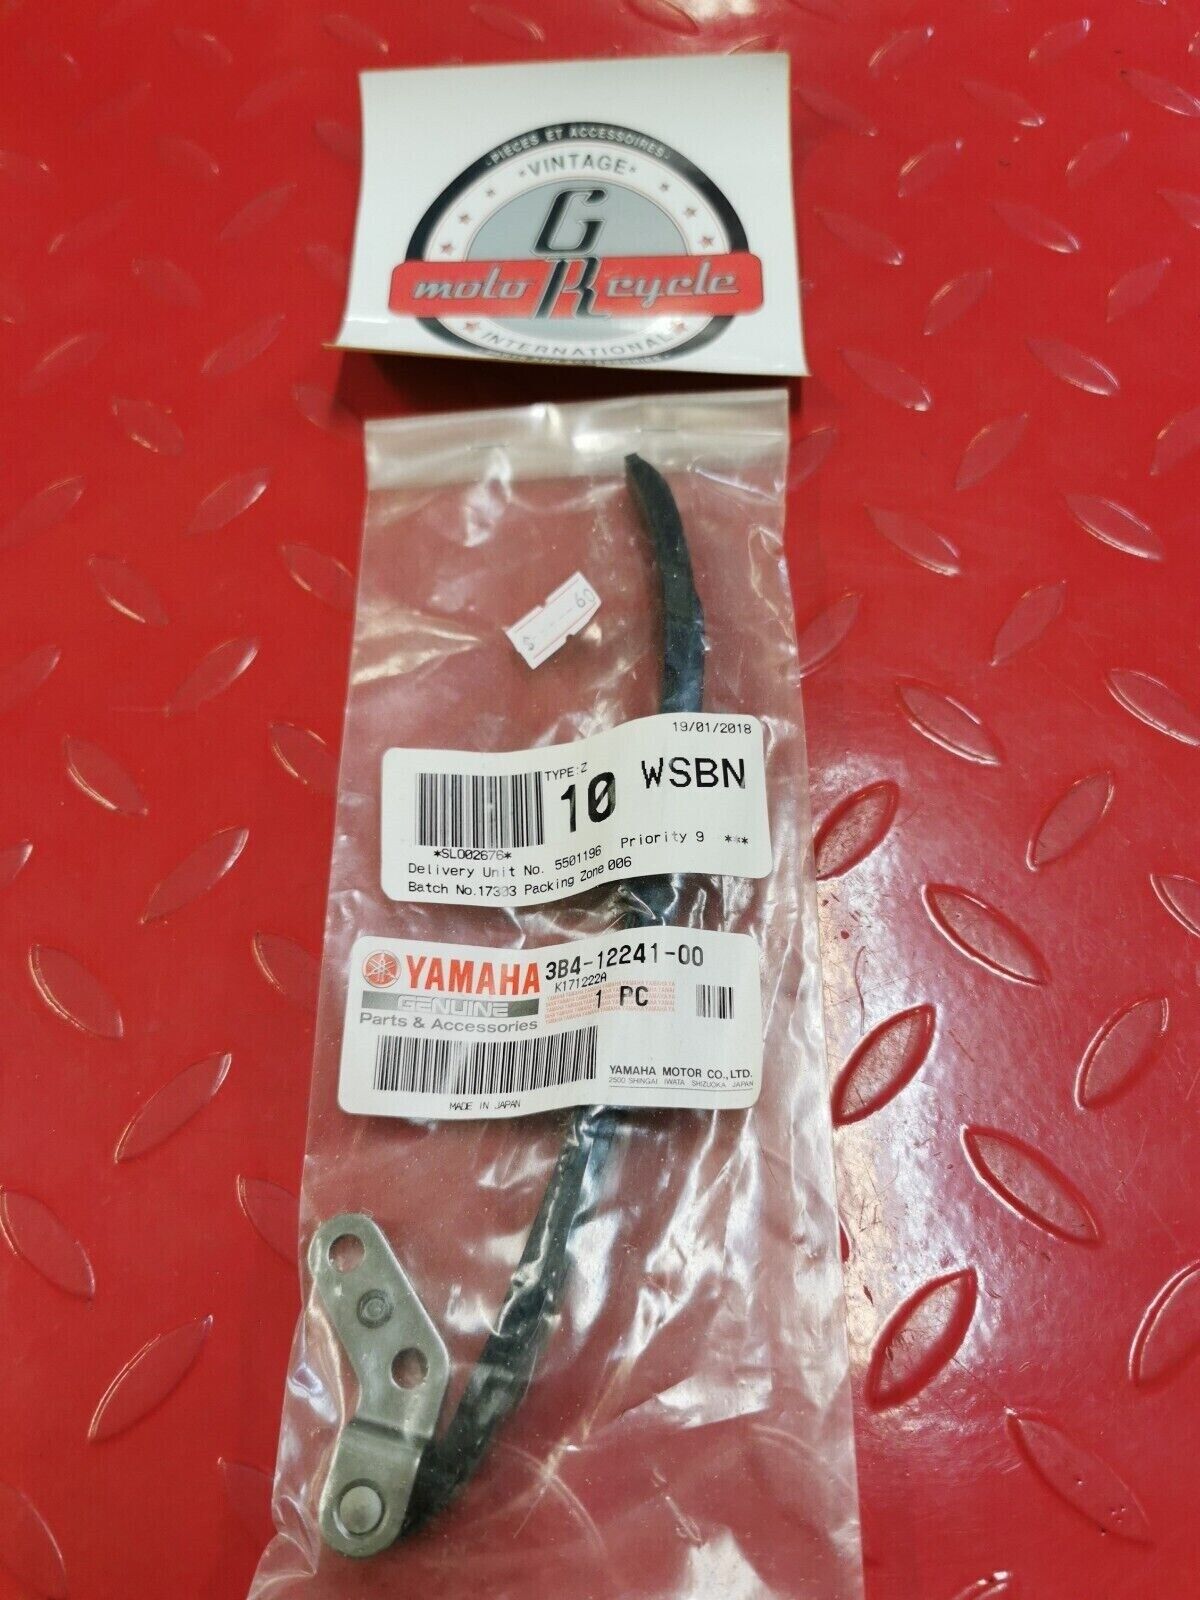 ·PIÈCES ET ACCESSOIRES·
*VINTAGE*
G
moto R cycle
INTERNATIONAL
60
19/01/2018
TYPE:Z
10 WSBN
*SL002676*
Delivery Unit No. 5501196 Priority 9 ***
Batch No.17303 Packing Zone 006
YAMAHA 3B4-12241-00
K171222A
GENUINE 1 PC
Parts & Accessories
YAMAHA MOTOR CO.,LTD.
2500 SHINGAI IWATA SHIZUOKA JAPAN
MADE IN JAPAN